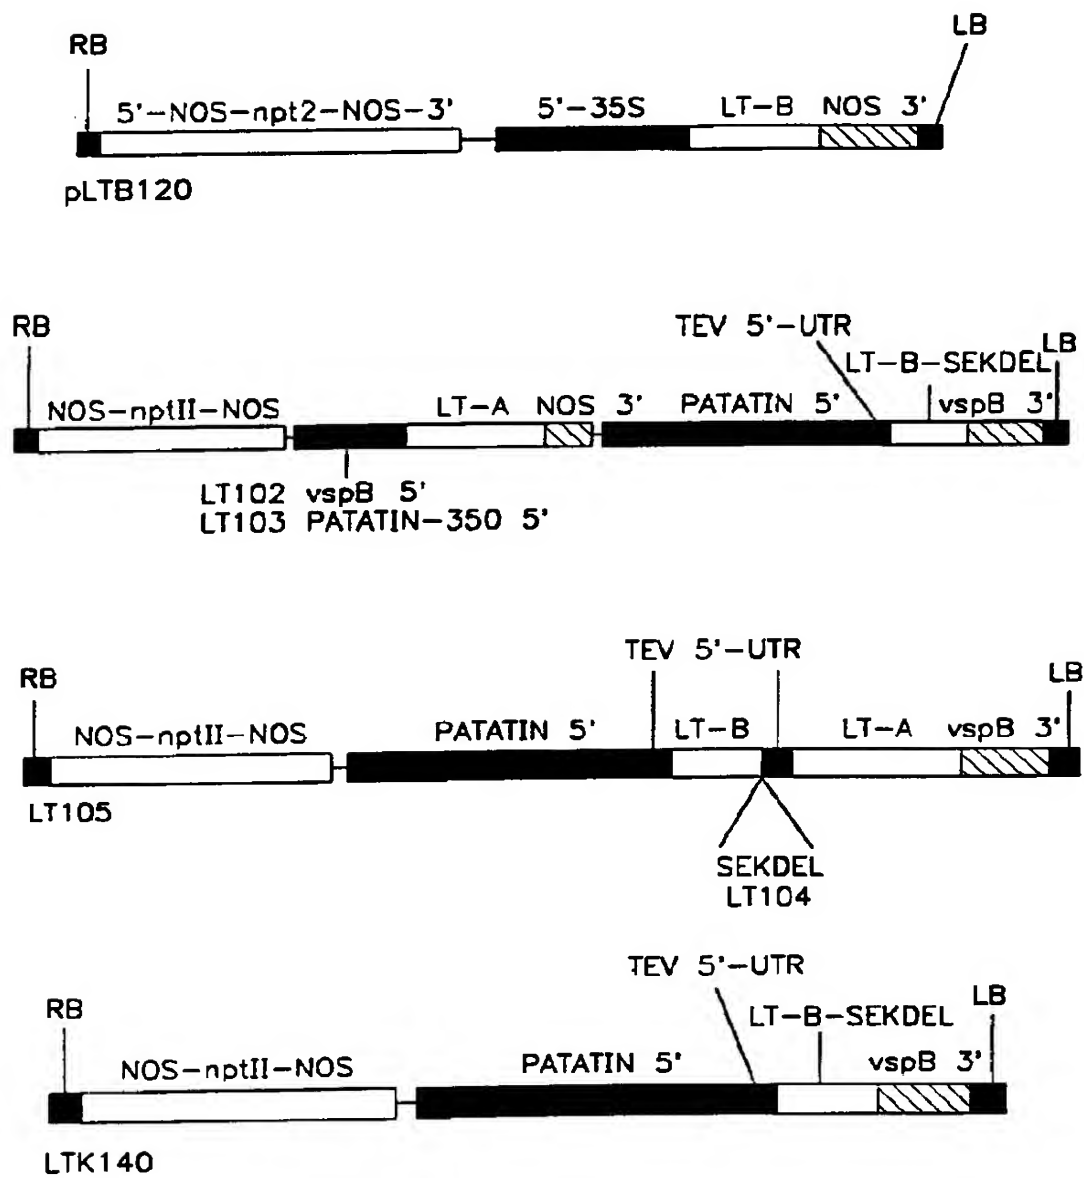 RB LB
5'-NOS-npt2-NOS-3' 5'-35S LT-B NOS 3'
pLTB120
RB TEV 5'-UTR LB
LT-B-SEKDEL
NOS-nptII-NOS LT-A NOS 3' PATATIN 5' vspB 3'
LT102 vspB 5'
LT103 PATATIN-350 5'
TEV 5'-UTR
RB LB
NOS-nptII-NOS PATATIN 5' LT-B LT-A vspB 3'
LT105
SEKDEL
LT104
TEV 5'-UTR
RB LB
LT-B-SEKDEL
NOS-nptII-NOS PATATIN 5' vspB 3'
LTK140